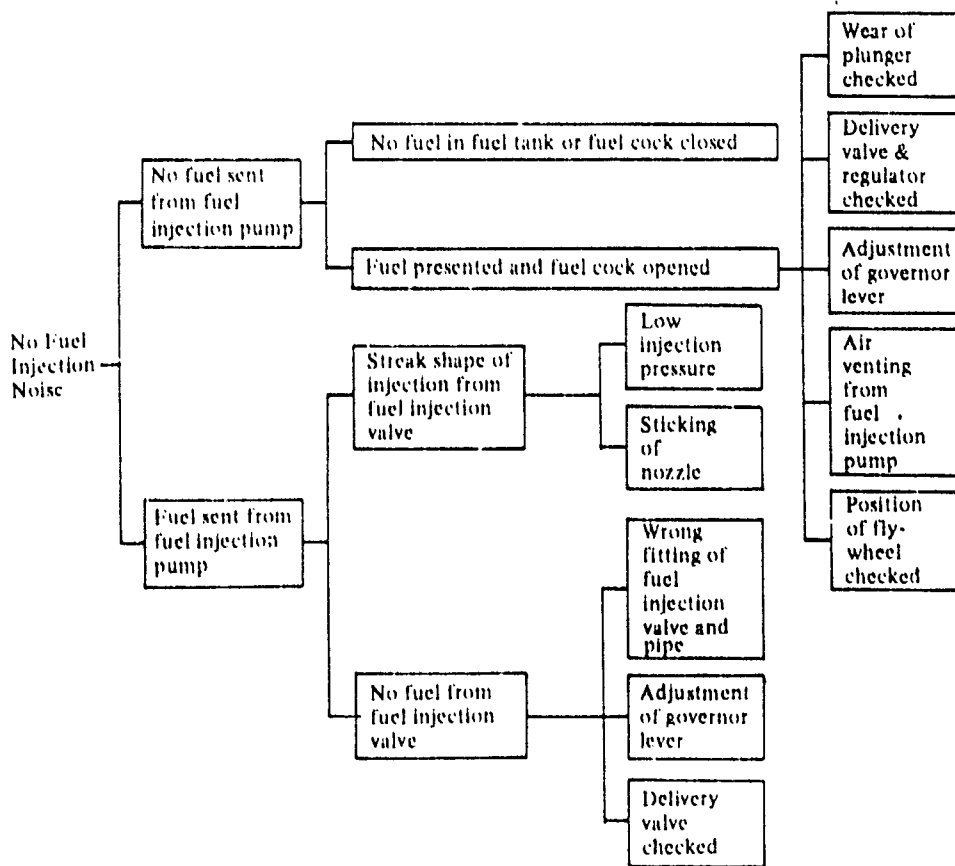 Wear of
plunger
checked
No fuel in fuel tank or fuel cock closed
Delivery
valve &
regulator
checked
No fuel sent
from fuel
injection pump
Fuel presented and fuel cock opened
Adjustment
of governor
lever
No Fuel
Injection
Noise
Streak shape of
injection from
fuel injection
valve
Low
injection
pressure
Sticking
of
nozzle
Air
venting
from
fuel
injection
pump
Fuel sent from
fuel injection
pump
Position
of fly-
wheel
checked
Wrong
fitting of
fuel
injection
valve and
pipe
No fuel from
fuel injection
valve
Adjustment
of governor
lever
Delivery
valve
checked